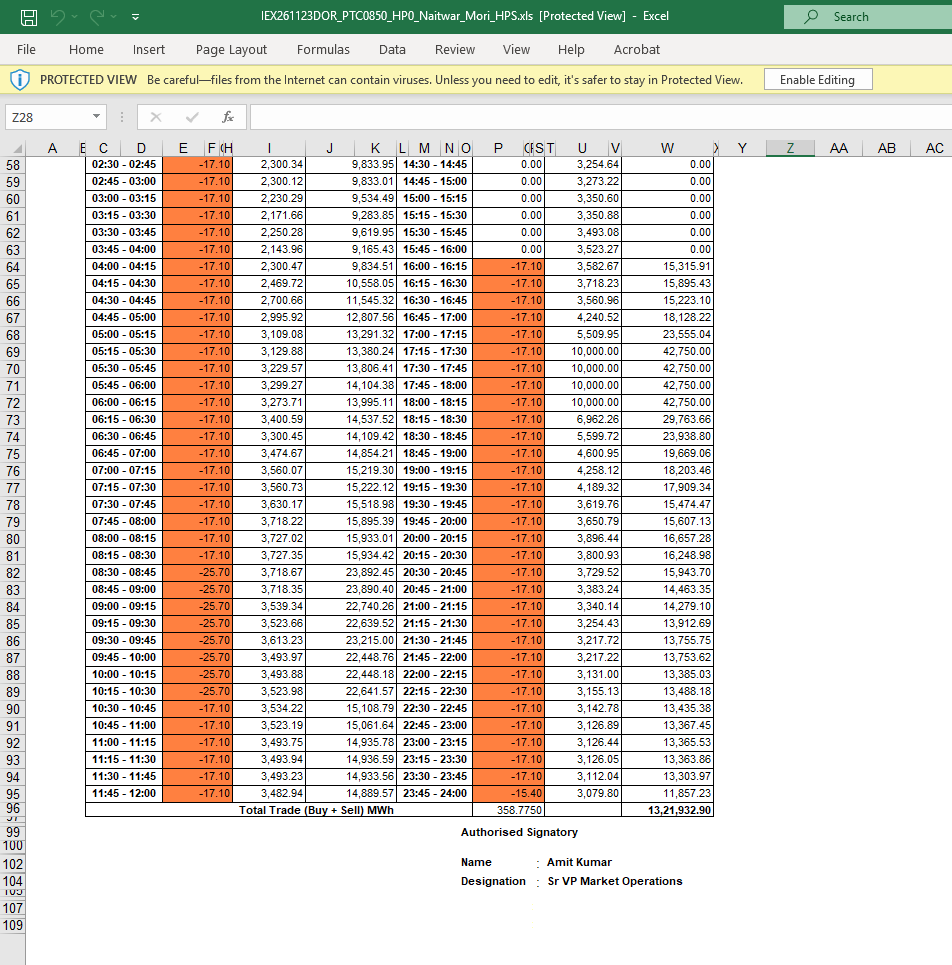 IEX261123DOR_PTC0850_HP0_Naitwar_Mori_HPS.xls [Protected View] - Excel
Search
File Home Insert Page Layout Formulas Data Review View Help Acrobat
PROTECTED VIEW Be careful—files from the Internet can contain viruses. Unless you need to edit, it's safer to stay in Protected View. Enable Editing
Z28 fx
A E C D E F G H I J K L M N O P Q S T U V W X Y Z AA AB AC
58 02:30 - 02:45 -17.10 2,300.34 9,833.95 14:30 - 14:45 0.00 3,254.64 0.00
59 02:45 - 03:00 -17.10 2,300.12 9,833.01 14:45 - 15:00 0.00 3,273.22 0.00
60 03:00 - 03:15 -17.10 2,230.29 9,534.49 15:00 - 15:15 0.00 3,350.60 0.00
61 03:15 - 03:30 -17.10 2,171.66 9,283.85 15:15 - 15:30 0.00 3,350.88 0.00
62 03:30 - 03:45 -17.10 2,250.28 9,619.95 15:30 - 15:45 0.00 3,493.08 0.00
63 03:45 - 04:00 -17.10 2,143.96 9,165.43 15:45 - 16:00 0.00 3,523.27 0.00
64 04:00 - 04:15 -17.10 2,300.47 9,834.51 16:00 - 16:15 -17.10 3,582.67 15,315.91
65 04:15 - 04:30 -17.10 2,469.72 10,558.05 16:15 - 16:30 -17.10 3,718.23 15,895.43
66 04:30 - 04:45 -17.10 2,700.66 11,545.32 16:30 - 16:45 -17.10 3,560.96 15,223.10
67 04:45 - 05:00 -17.10 2,995.92 12,807.56 16:45 - 17:00 -17.10 4,240.52 18,128.22
68 05:00 - 05:15 -17.10 3,109.08 13,291.32 17:00 - 17:15 -17.10 5,509.95 23,555.04
69 05:15 - 05:30 -17.10 3,129.88 13,380.24 17:15 - 17:30 -17.10 10,000.00 42,750.00
70 05:30 - 05:45 -17.10 3,229.57 13,806.41 17:30 - 17:45 -17.10 10,000.00 42,750.00
71 05:45 - 06:00 -17.10 3,299.27 14,104.38 17:45 - 18:00 -17.10 10,000.00 42,750.00
72 06:00 - 06:15 -17.10 3,273.71 13,995.11 18:00 - 18:15 -17.10 10,000.00 42,750.00
73 06:15 - 06:30 -17.10 3,400.59 14,537.52 18:15 - 18:30 -17.10 6,962.26 29,763.66
74 06:30 - 06:45 -17.10 3,300.45 14,109.42 18:30 - 18:45 -17.10 5,599.72 23,938.80
75 06:45 - 07:00 -17.10 3,474.67 14,854.21 18:45 - 19:00 -17.10 4,600.95 19,669.06
76 07:00 - 07:15 -17.10 3,560.07 15,219.30 19:00 - 19:15 -17.10 4,258.12 18,203.46
77 07:15 - 07:30 -17.10 3,560.73 15,222.12 19:15 - 19:30 -17.10 4,189.32 17,909.34
78 07:30 - 07:45 -17.10 3,630.17 15,518.98 19:30 - 19:45 -17.10 3,619.76 15,474.47
79 07:45 - 08:00 -17.10 3,718.22 15,895.39 19:45 - 20:00 -17.10 3,650.79 15,607.13
80 08:00 - 08:15 -17.10 3,727.02 15,933.01 20:00 - 20:15 -17.10 3,896.44 16,657.28
81 08:15 - 08:30 -17.10 3,727.35 15,934.42 20:15 - 20:30 -17.10 3,800.93 16,248.98
82 08:30 - 08:45 -25.70 3,718.67 23,892.45 20:30 - 20:45 -17.10 3,729.52 15,943.70
83 08:45 - 09:00 -25.70 3,718.35 23,890.40 20:45 - 21:00 -17.10 3,383.24 14,463.35
84 09:00 - 09:15 -25.70 3,539.34 22,740.26 21:00 - 21:15 -17.10 3,340.14 14,279.10
85 09:15 - 09:30 -25.70 3,523.66 22,639.52 21:15 - 21:30 -17.10 3,254.43 13,912.69
86 09:30 - 09:45 -25.70 3,613.23 23,215.00 21:30 - 21:45 -17.10 3,217.72 13,755.75
87 09:45 - 10:00 -25.70 3,493.97 22,448.76 21:45 - 22:00 -17.10 3,217.22 13,753.62
88 10:00 - 10:15 -25.70 3,493.88 22,448.18 22:00 - 22:15 -17.10 3,131.00 13,385.03
89 10:15 - 10:30 -25.70 3,523.98 22,641.57 22:15 - 22:30 -17.10 3,155.13 13,488.18
90 10:30 - 10:45 -17.10 3,534.22 15,108.79 22:30 - 22:45 -17.10 3,142.78 13,435.38
91 10:45 - 11:00 -17.10 3,523.19 15,061.64 22:45 - 23:00 -17.10 3,126.89 13,367.45
92 11:00 - 11:15 -17.10 3,493.75 14,935.78 23:00 - 23:15 -17.10 3,126.44 13,365.53
93 11:15 - 11:30 -17.10 3,493.94 14,936.59 23:15 - 23:30 -17.10 3,126.05 13,363.86
94 11:30 - 11:45 -17.10 3,493.23 14,933.56 23:30 - 23:45 -17.10 3,112.04 13,303.97
95 11:45 - 12:00 -17.10 3,482.94 14,889.57 23:45 - 24:00 -15.40 3,079.80 11,857.23
96 Total Trade (Buy + Sell) MWh 358.7750 13,21,932.90
97
99 Authorised Signatory
100
102 Name : Amit Kumar
104 Designation : Sr VP Market Operations
105
107
109